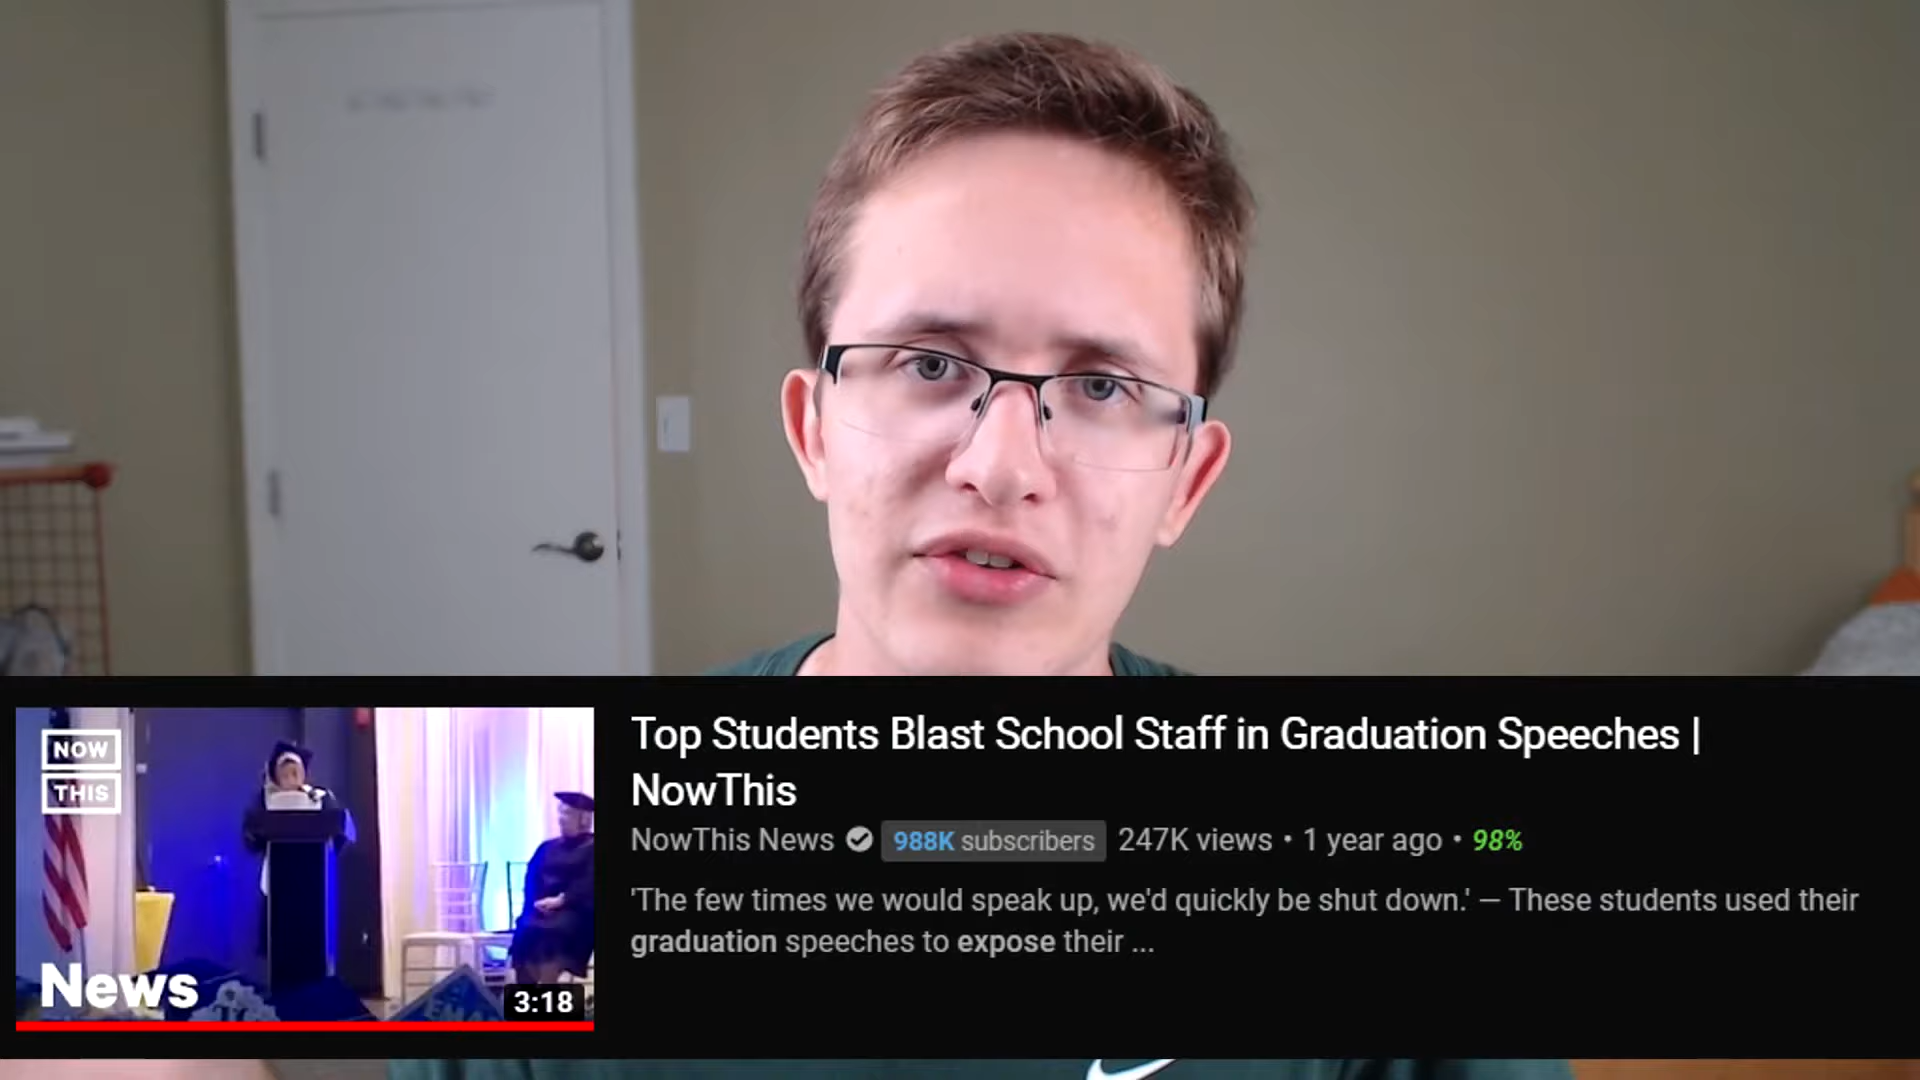 NOW
THIS
News
3:18
Top Students Blast School Staff in Graduation Speeches |
NowThis
NowThis News 988K subscribers 247K views • 1 year ago • 98%
'The few times we would speak up, we'd quickly be shut down.' — These students used their
graduation speeches to expose their ...